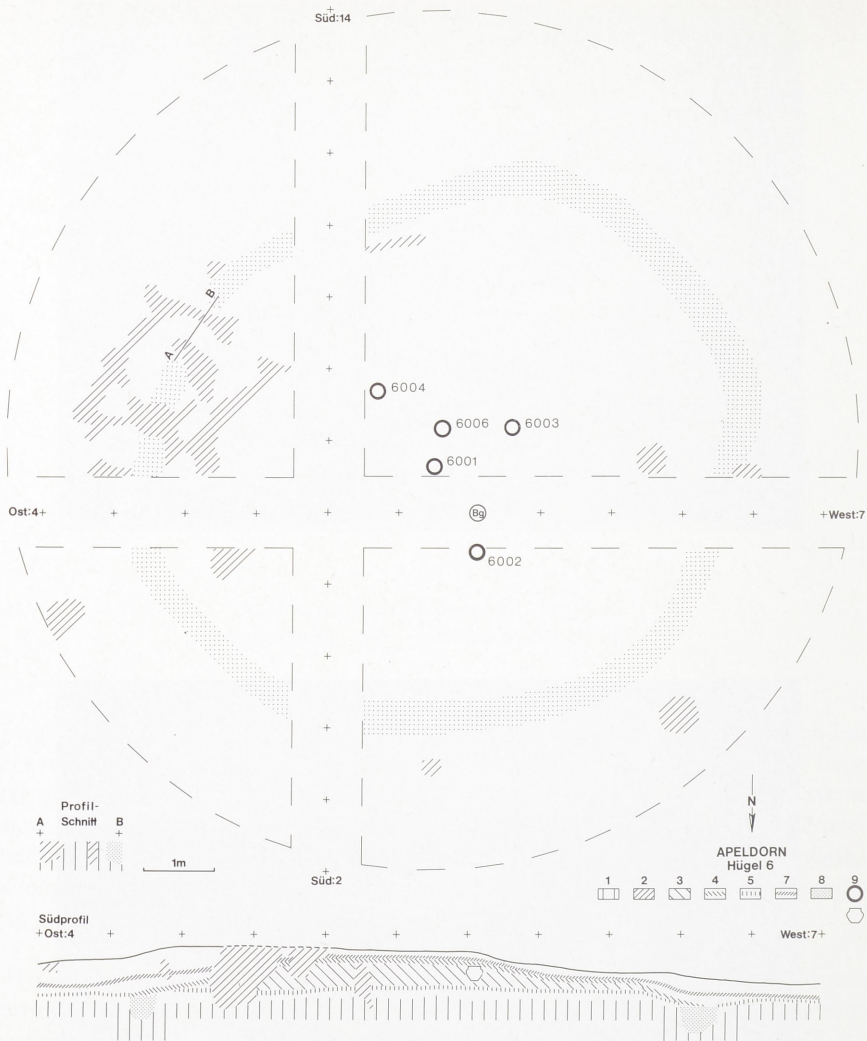 Süd:14
B
A
6004
6006
6003
6001
Ost:4
Bg
West:7
6002
Profil-
A Schnitt B
1m
N
APELDORN
Hügel 6
1 2 3 4 5 7 8 9
Süd:2
Südprofil
Ost:4
West:7